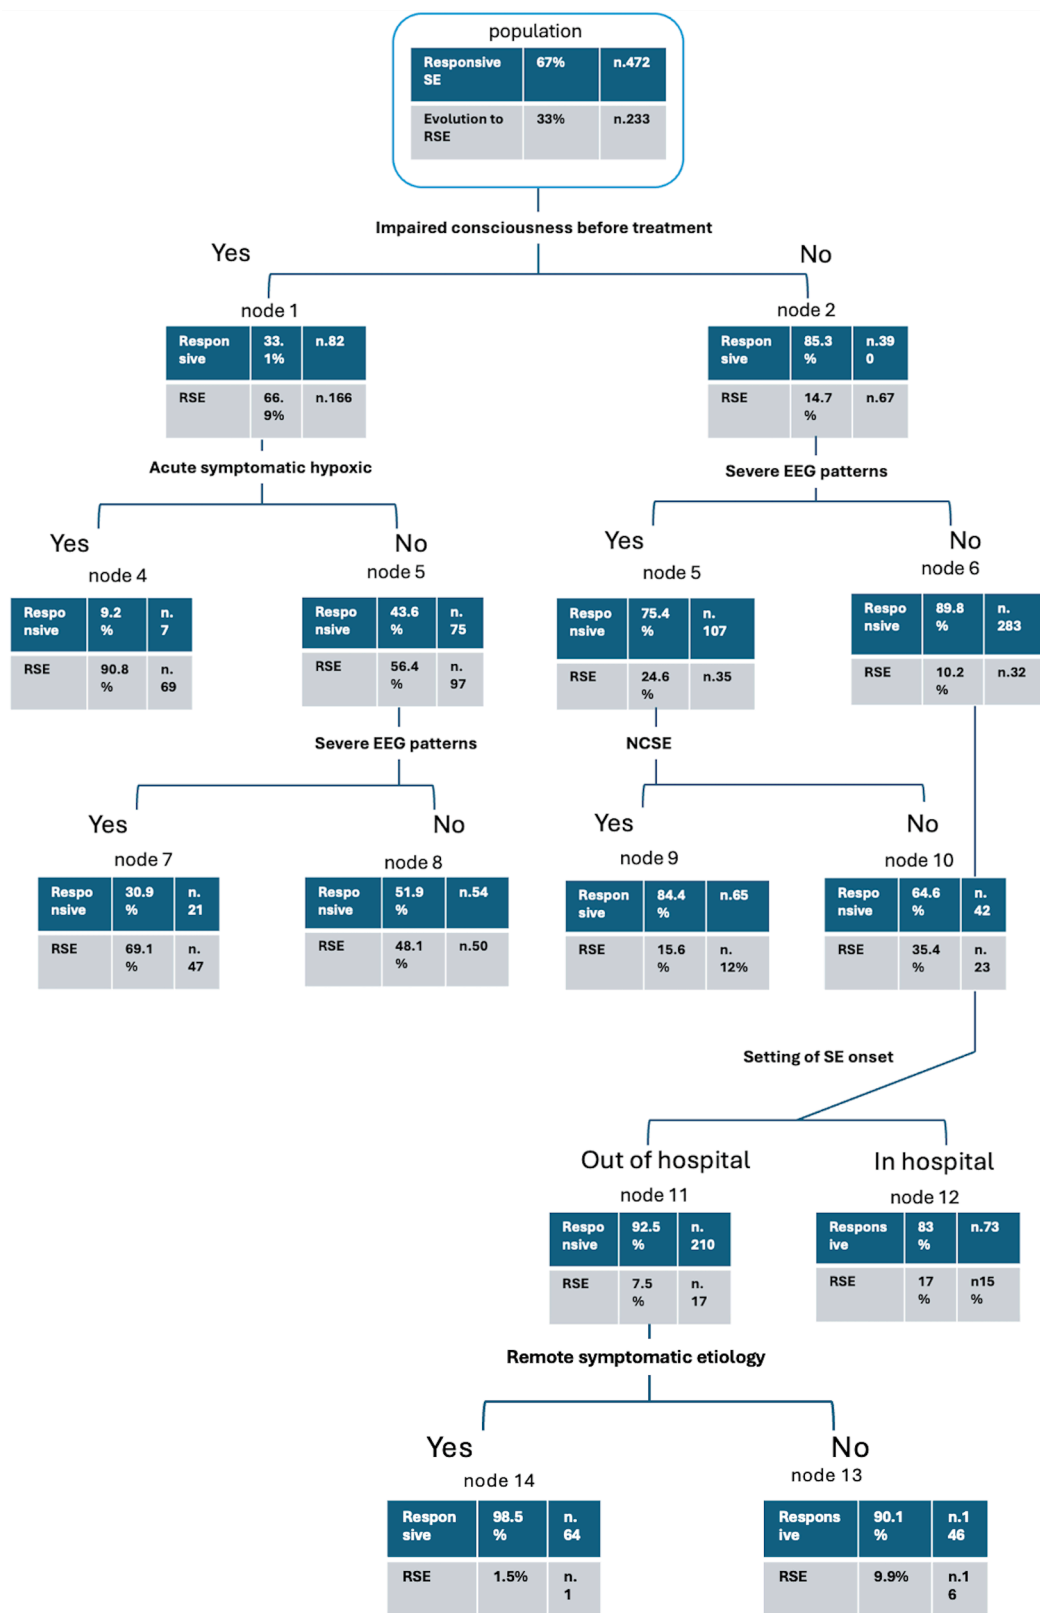 population
Responsive 67% n.472
SE
Evolution to 33% n.233
RSE
Impaired consciousness before treatment
Yes No
node 1 node 2
Respon 33. n.82
sive 1%
RSE 66. n.166
9%
Respon 85.3 n.39
sive % 0
RSE 14.7 n.67
%
Acute symptomatic hypoxic
Severe EEG patterns
Yes No
Yes No
node 4 node 5
node 5 node 6
Respo 9.2 n.
nsive % 7
RSE 90.8 n.
% 69
Respo 43.6 n.
nsive % 75
RSE 56.4 n.
% 97
Respo 75.4 n.
nsive % 107
RSE 24.6 n.35
%
Respo 89.8 n.
nsive % 283
RSE 10.2 n.32
%
Severe EEG patterns
NCSE
Yes No
Yes No
node 7 node 8
node 9 node 10
Respo 30.9 n.
nsive % 21
RSE 69.1 n.
% 47
Respo 51.9 n.54
nsive %
RSE 48.1 n.50
%
Respon 84.4 n.65
sive %
RSE 15.6 n.
% 12%
Respo 64.6 n.
nsive % 42
RSE 35.4 n.
% 23
Setting of SE onset
Out of hospital In hospital
node 11 node 12
Respo 92.5 n.
nsive % 210
RSE 7.5 n.
% 17
Respons 83 n.73
ive %
RSE 17 n15
% %
Remote symptomatic etiology
Yes No
node 14 node 13
Respon 98.5 n.
sive % 64
RSE 1.5% n.
1
Respons 90.1 n.1
ive % 46
RSE 9.9% n.1
6